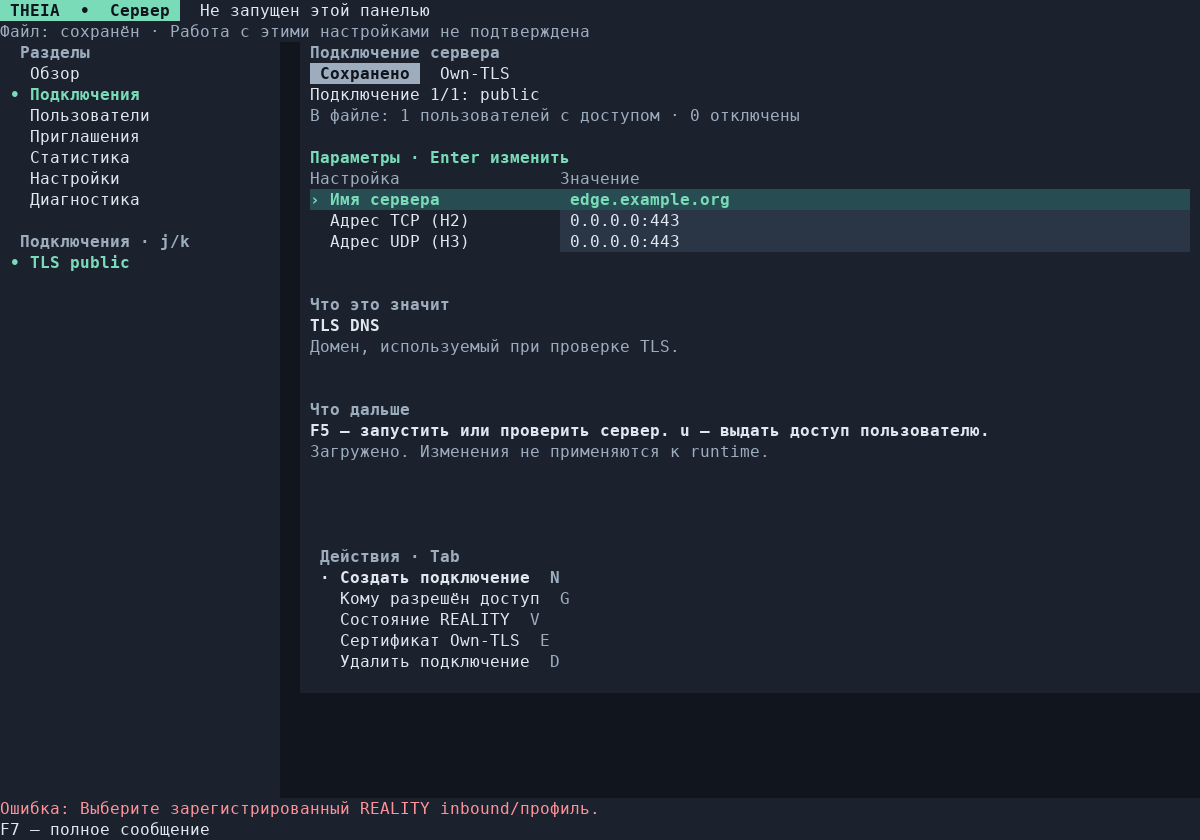 THEIA • Сервер Не запущен этой панелью
Файл: сохранён · Работа с этими настройками не подтверждена
Разделы
Обзор
• Подключения
Пользователи
Приглашения
Статистика
Настройки
Диагностика
Подключения · j/k
• TLS public
Подключение сервера
Сохранено Own-TLS
Подключение 1/1: public
В файле: 1 пользователей с доступом · 0 отключены
Параметры · Enter изменить
Настройка Значение
› Имя сервера edge.example.org
Адрес TCP (H2) 0.0.0.0:443
Адрес UDP (H3) 0.0.0.0:443
Что это значит
TLS DNS
Домен, используемый при проверке TLS.
Что дальше
F5 — запустить или проверить сервер. u — выдать доступ пользователю.
Загружено. Изменения не применяются к runtime.
Действия · Tab
· Создать подключение N
Кому разрешён доступ G
Состояние REALITY V
Сертификат Own-TLS E
Удалить подключение D
Ошибка: Выберите зарегистрированный REALITY inbound/профиль.
F7 — полное сообщение